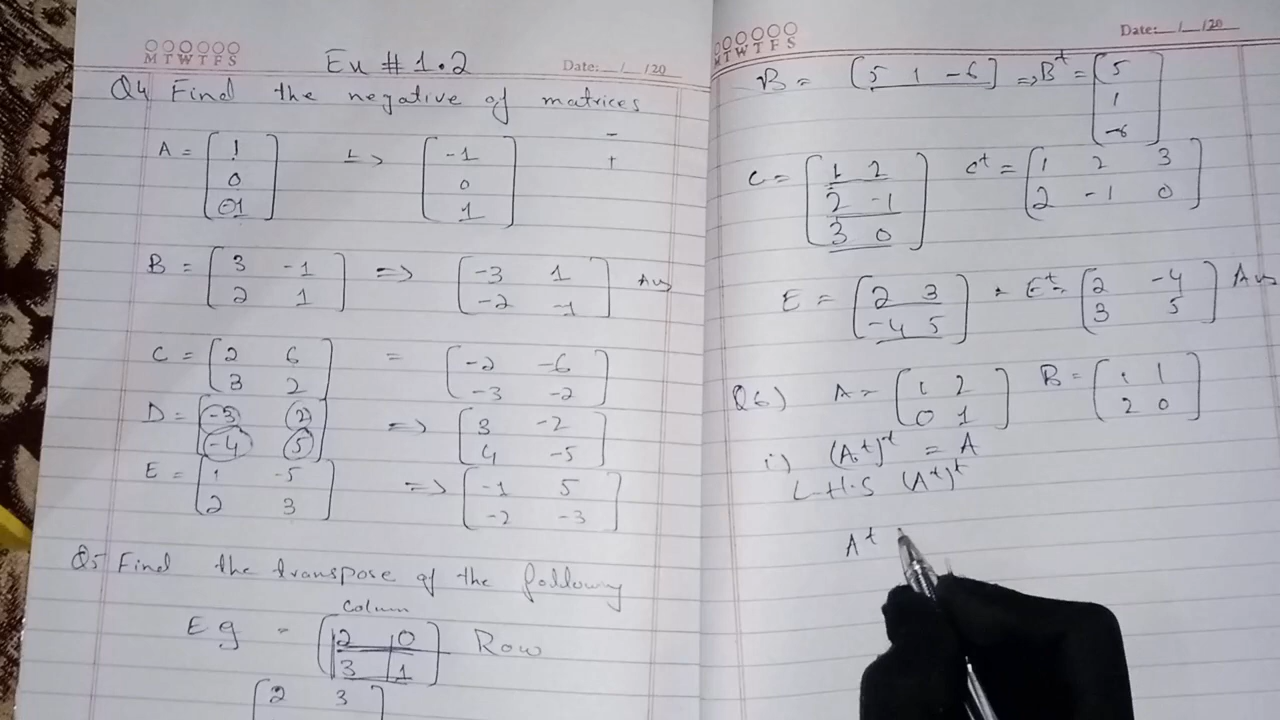 MTWTFS
Ex # 1.2
Date: _/_/20
Q4 Find the negative of matrices
A = [1 0 01] => [-1 0 1]
-
+
B = [3 -1
2 1] => [-3 1
-2 -1] Ans
C = [2 6
3 2] = [-2 -6
-3 -2]
D = [-3 2
-4 5] => [3 -2
4 -5]
E = [1 -5
2 3] => [-1 5
-2 -3]
Q5 Find the transpose of the following
Column
Eg = [2 0
3 1] Row
[2 3
MTWTFS
Date: _/_/20
B = [5 1 -6] => B^t = [5
1
-6]
C = [1 2
2 -1
3 0] C^t = [1 2 3
2 -1 0]
E = [2 3
-4 5] E^t = [2 -4
3 5] Ans
Q6) A = [1 2
0 1] B = [1 1
2 0]
i) (A^t)^t = A
L.H.S (A^t)^t
A^t